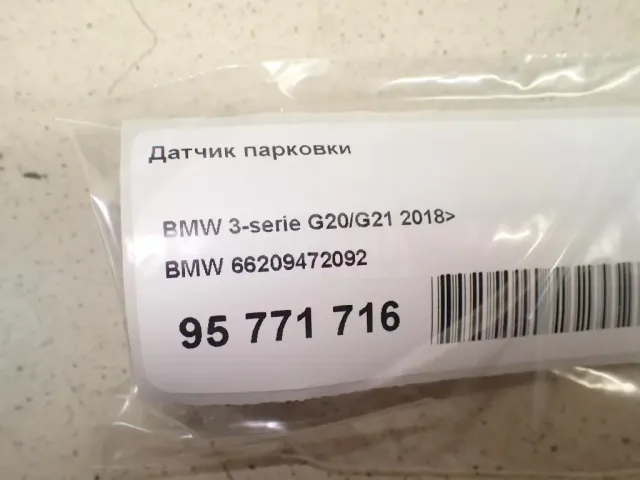 Датчик парковки
BMW 3-serie G20/G21 2018>
BMW 66209472092
95 771 716